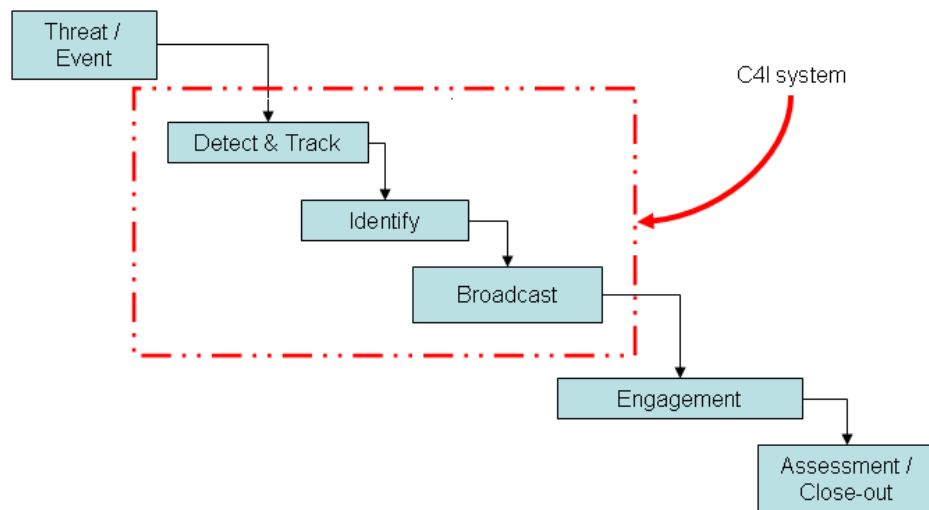 Threat /
Event
C4I system
Detect & Track
Identify
Broadcast
Engagement
Assessment /
Close-out